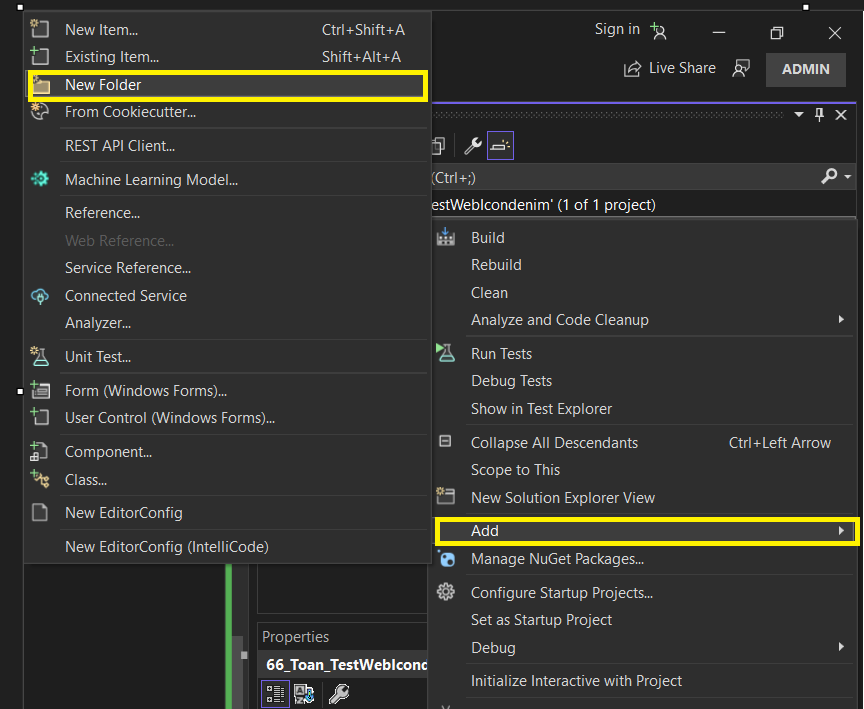 New Item... Ctrl+Shift+A
Existing Item... Shift+Alt+A
New Folder
From Cookiecutter...
REST API Client...
Machine Learning Model...
Reference...
Web Reference...
Service Reference...
Connected Service
Analyzer...
Unit Test...
Form (Windows Forms)...
User Control (Windows Forms)...
Component...
Class...
New EditorConfig
New EditorConfig (IntelliCode)
Sign in
Live Share
ADMIN
(Ctrl+;)
estWebIcondenim' (1 of 1 project)
Build
Rebuild
Clean
Analyze and Code Cleanup
Run Tests
Debug Tests
Show in Test Explorer
Collapse All Descendants Ctrl+Left Arrow
Scope to This
New Solution Explorer View
Add
Manage NuGet Packages...
Configure Startup Projects...
Set as Startup Project
Debug
Initialize Interactive with Project
Properties
66_Toan_TestWebIcond